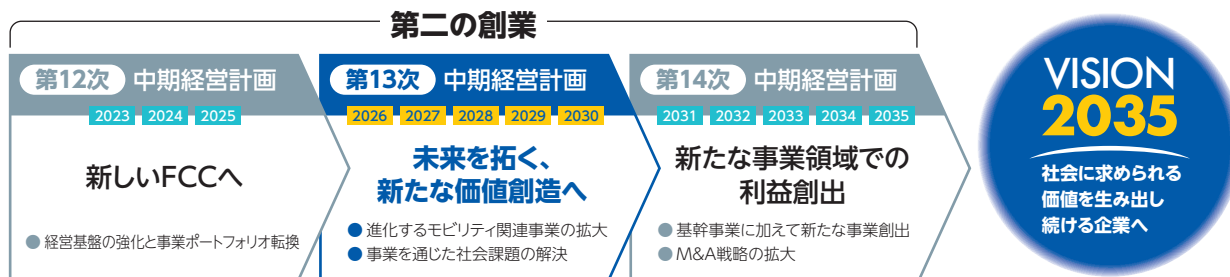 第二の創業
第12次 中期経営計画
2023 2024 2025
新しいFCCへ
● 経営基盤の強化と事業ポートフォリオ転換
第13次 中期経営計画
2026 2027 2028 2029 2030
未来を拓く、
新たな価値創造へ
● 進化するモビリティ関連事業の拡大
● 事業を通じた社会課題の解決
第14次 中期経営計画
2031 2032 2033 2034 2035
新たな事業領域での
利益創出
● 基幹事業に加えて新たな事業創出
● M&A戦略の拡大
VISION
2035
社会に求められる
価値を生み出し
続ける企業へ